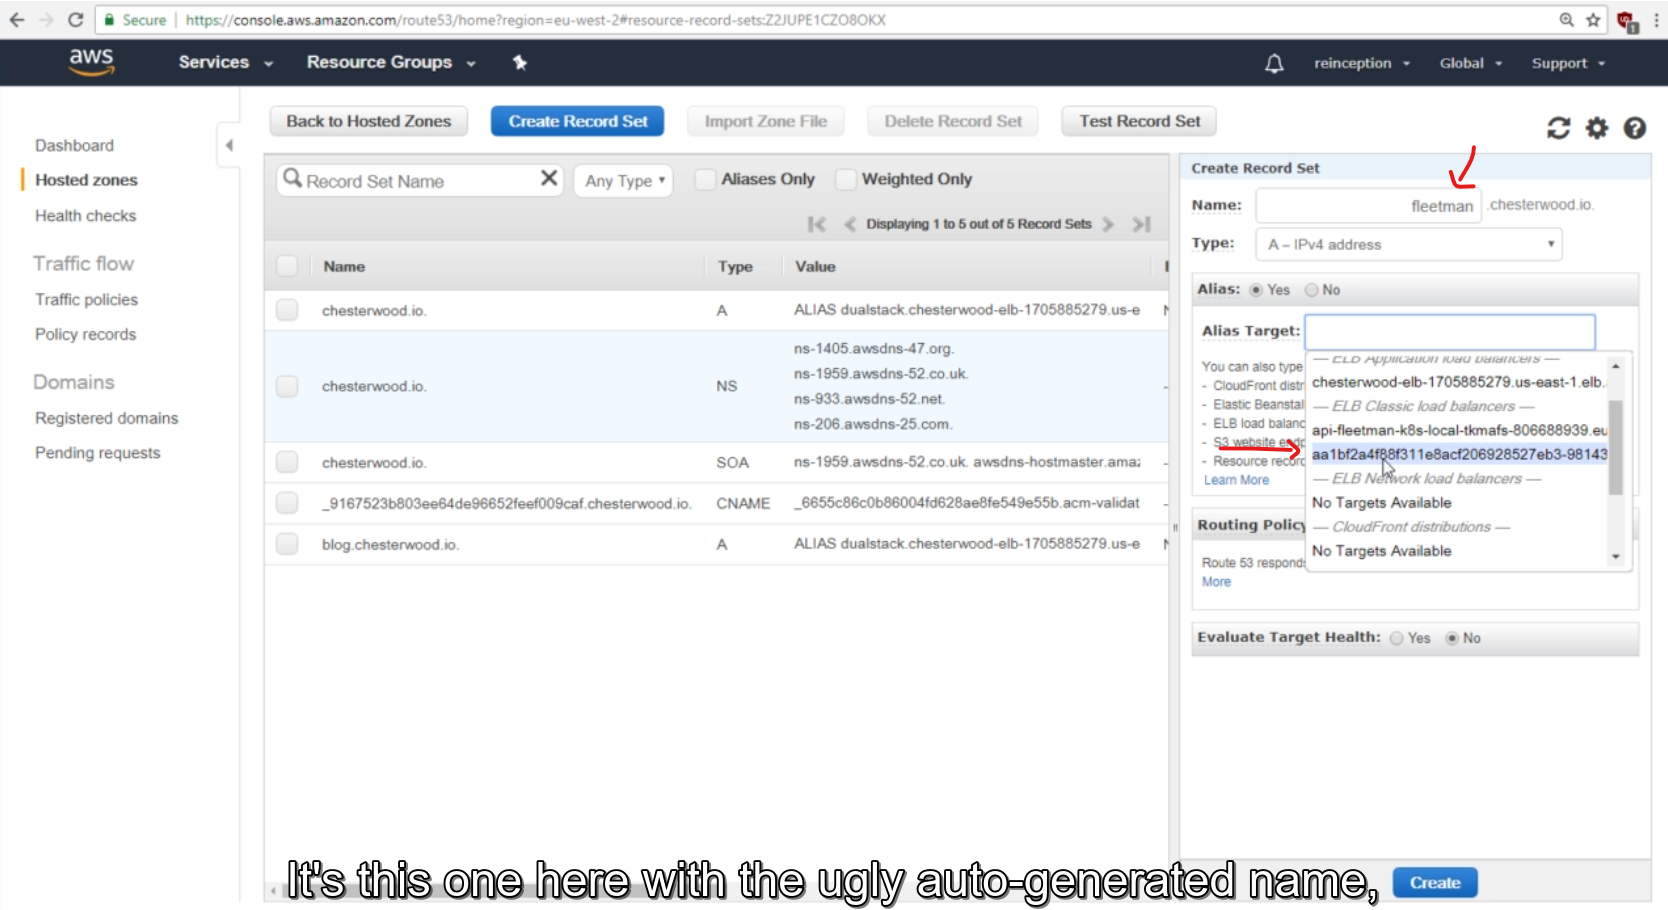 Secure https://console.aws.amazon.com/route53/home?region=eu-west-2#resource-record-sets:Z2JUPE1CZO8OKX
1
aws Services Resource Groups reinception Global Support
Back to Hosted Zones Create Record Set Import Zone File Delete Record Set Test Record Set
Dashboard
Hosted zones
Health checks
Traffic flow
Traffic policies
Policy records
Domains
Registered domains
Pending requests
Record Set Name Any Type Aliases Only Weighted Only
Displaying 1 to 5 out of 5 Record Sets
Name Type Value
chesterwood.io. A ALIAS dualstack.chesterwood-elb-1705885279.us-e
chesterwood.io. NS
ns-1405.awsdns-47.org.
ns-1959.awsdns-52.co.uk.
ns-933.awsdns-52.net.
ns-206.awsdns-25.com.
chesterwood.io. SOA ns-1959.awsdns-52.co.uk. awsdns-hostmaster.amaz
_9167523b803ee64de96652feef009caf.chesterwood.io. CNAME _6655c86c0b86004fd628ae8fe549e55b.acm-validat
blog.chesterwood.io. A ALIAS dualstack.chesterwood-elb-1705885279.us-e
Create Record Set
Name: fleetman .chesterwood.io.
Type: A – IPv4 address
Alias: Yes No
Alias Target:
You can also type
- CloudFront distr
- Elastic Beanstal
- ELB load balanc
- S3 website endp
- Resource record
Learn More
— ELB Application load balancers —
chesterwood-elb-1705885279.us-east-1.elb.
— ELB Classic load balancers —
api-fleetman-k8s-local-tkmafs-806688939.eu
aa1bf2a4f88f311e8acf206928527eb3-98143
— ELB Network load balancers —
No Targets Available
— CloudFront distributions —
No Targets Available
Routing Policy
Route 53 responds
More
Evaluate Target Health: Yes No
It's this one here with the ugly auto-generated name,
Create